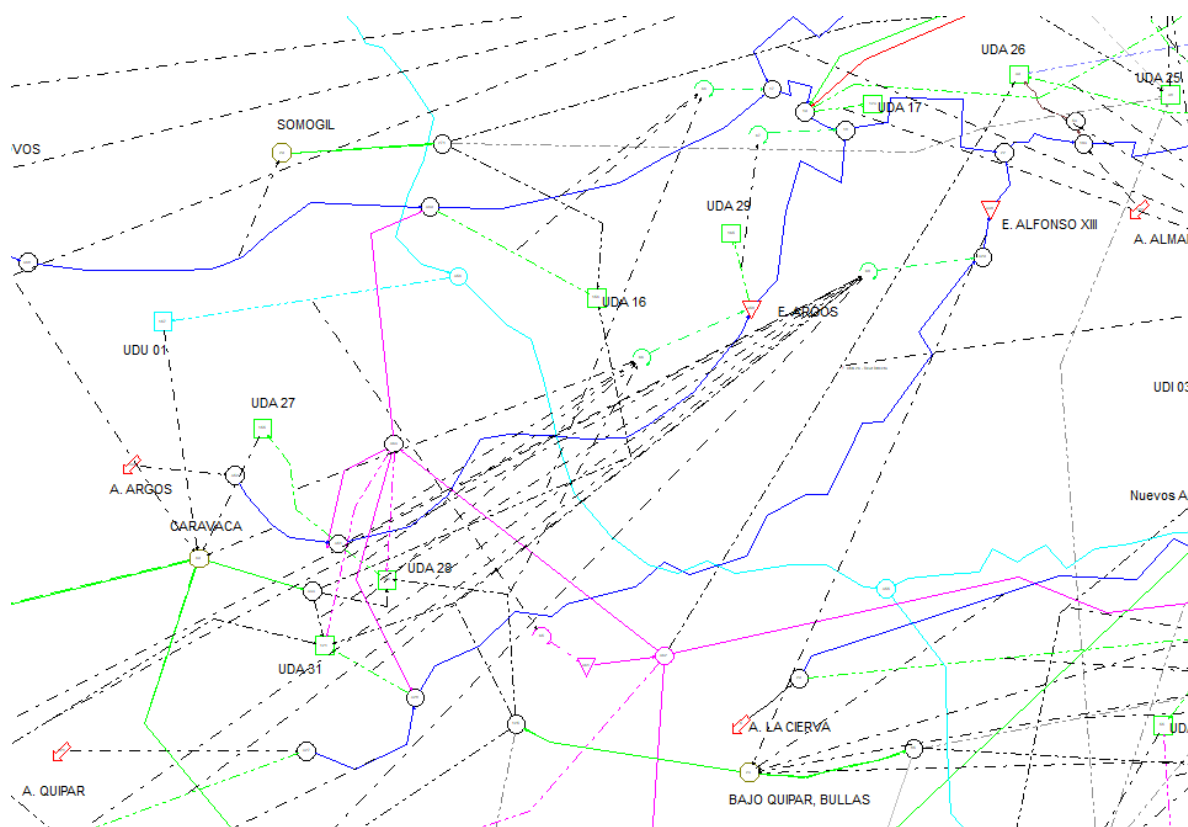 UDA 26
UDA 25
UDA 17
SOMOGIL
VOS
UDA 29
E. ALFONSO XIII
A. ALMA
UDA 16
E. ARGOS
UDU 01
UDI 03
UDA 27
A. ARGOS
Nuevos A
CARAVACA
UDA 28
UDA 31
A. LA CIERVA
UDA
A. QUIPAR
BAJO QUIPAR, BULLAS